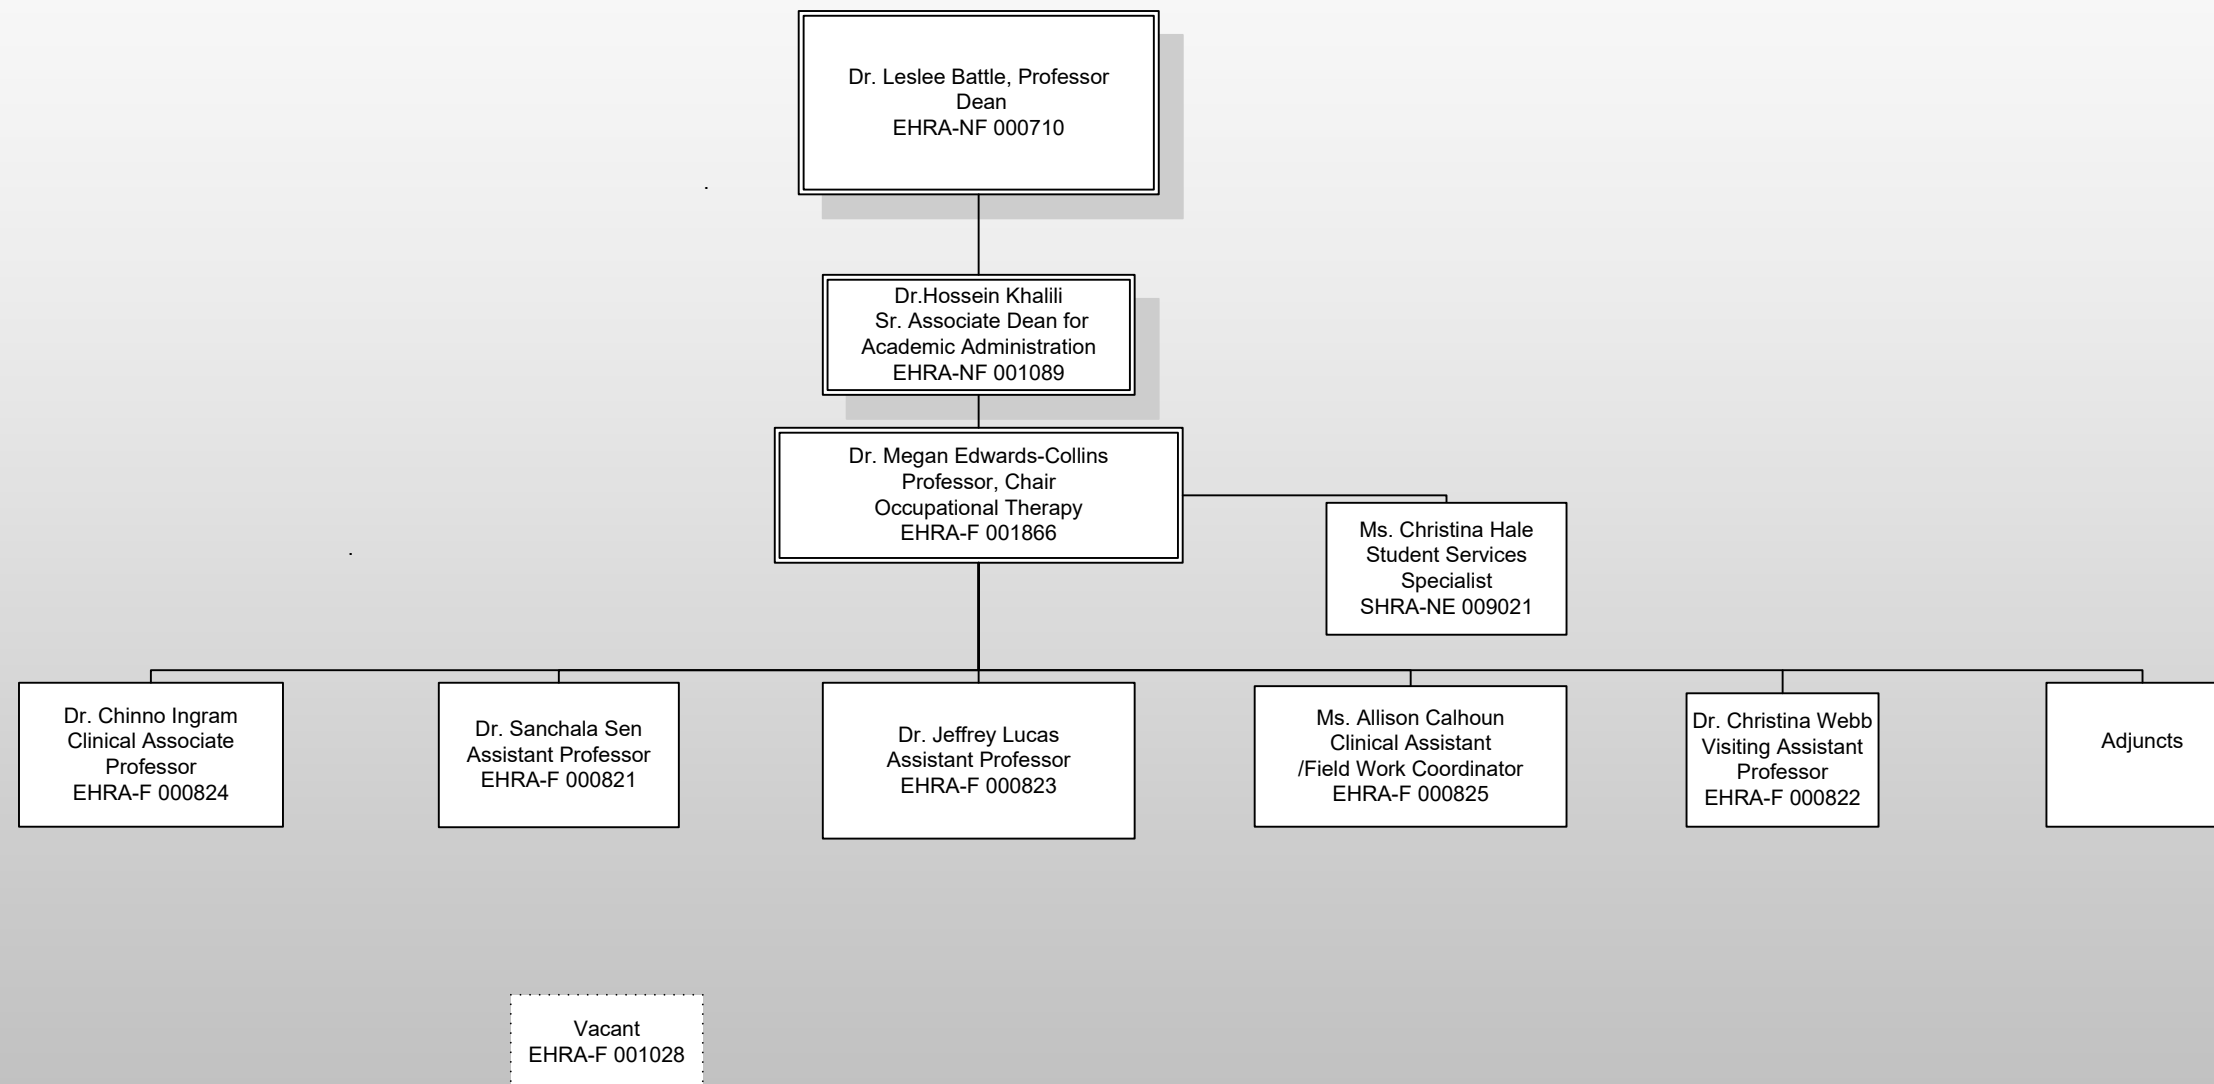 Dr. Leslee Battle, Professor
Dean
EHRA-NF 000710
Dr.Hossein Khalili
Sr. Associate Dean for
Academic Administration
EHRA-NF 001089
Dr. Megan Edwards-Collins
Professor, Chair
Occupational Therapy
EHRA-F 001866
Ms. Christina Hale
Student Services
Specialist
SHRA-NE 009021
Dr. Chinno Ingram
Clinical Associate
Professor
EHRA-F 000824
Dr. Sanchala Sen
Assistant Professor
EHRA-F 000821
Dr. Jeffrey Lucas
Assistant Professor
EHRA-F 000823
Ms. Allison Calhoun
Clinical Assistant
/Field Work Coordinator
EHRA-F 000825
Dr. Christina Webb
Visiting Assistant
Professor
EHRA-F 000822
Adjuncts
Vacant
EHRA-F 001028